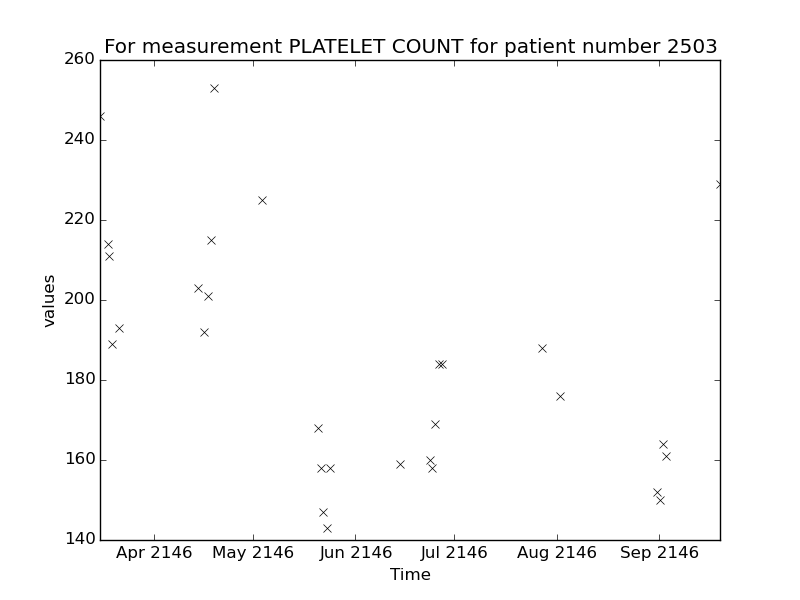 For measurement PLATELET COUNT for patient number 2503
260
240
220
200
180
160
140
values
Apr 2146 May 2146 Jun 2146 Jul 2146 Aug 2146 Sep 2146
Time